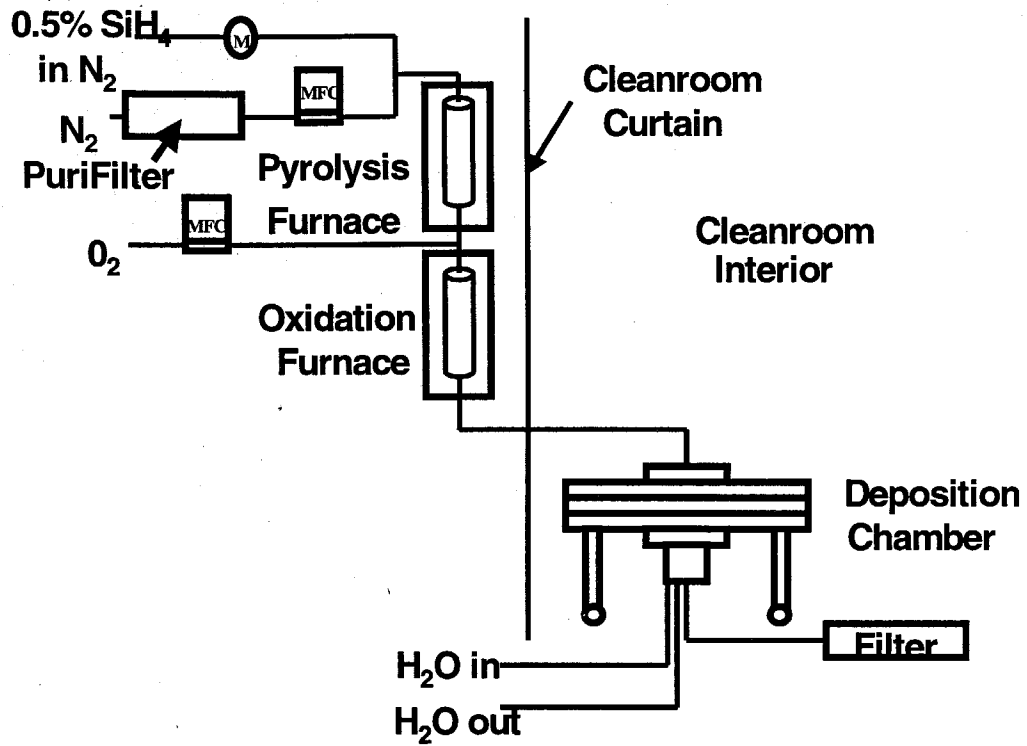 0.5% SiH₄
in N₂
M
MFC
N₂
PuriFilter
Pyrolysis
Furnace
MFC
0₂
Oxidation
Furnace
Cleanroom
Curtain
Cleanroom
Interior
Deposition
Chamber
Filter
H₂O in
H₂O out